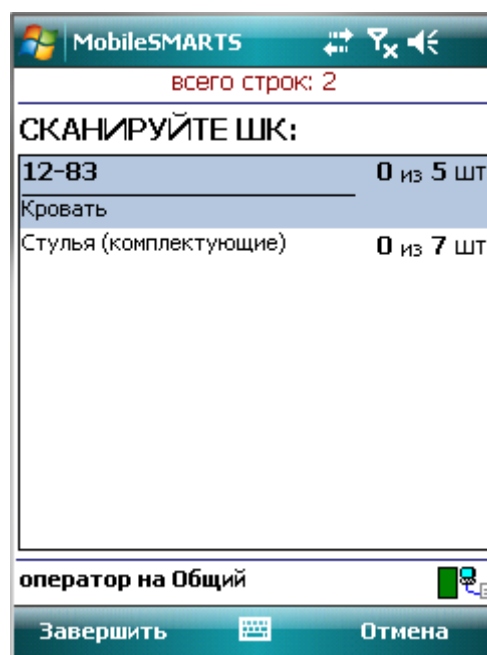 MobileSMARTS
всего строк: 2
СКАНИРУЙТЕ ШК:
12-83 0 из 5 шт
Кровать
Стулья (комплектующие) 0 из 7 шт
оператор на Общий
Завершить Отмена